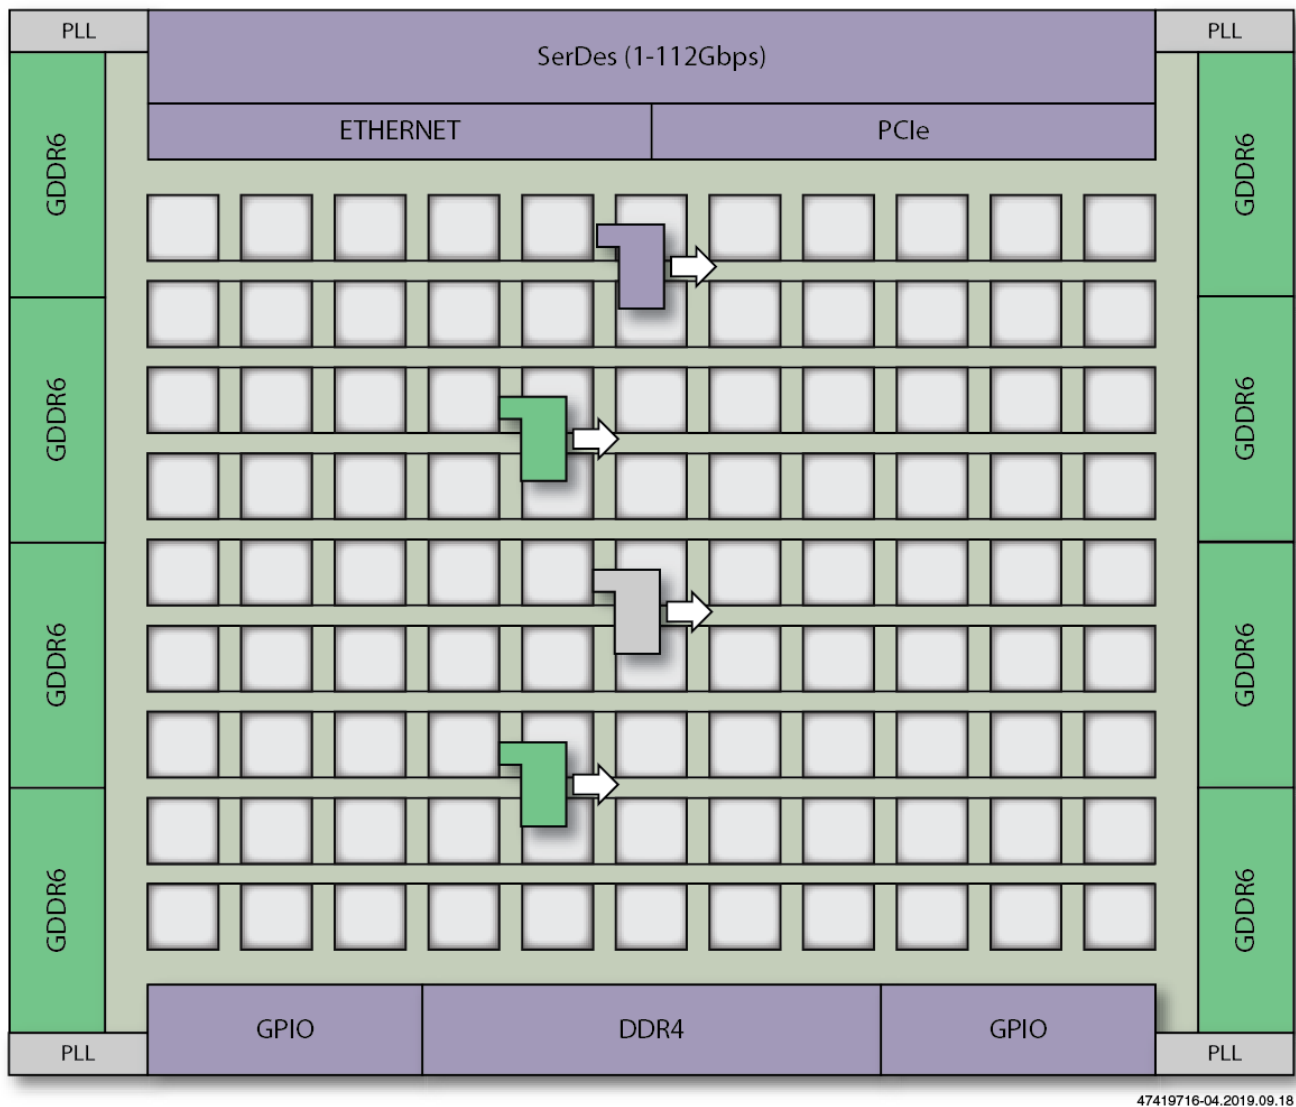 PLL
SerDes (1-112Gbps)
PLL
ETHERNET
PCIe
GDDR6
GDDR6
GDDR6
GDDR6
GDDR6
GDDR6
GDDR6
GDDR6
GPIO
DDR4
GPIO
PLL
PLL
47419716-04.2019.09.18